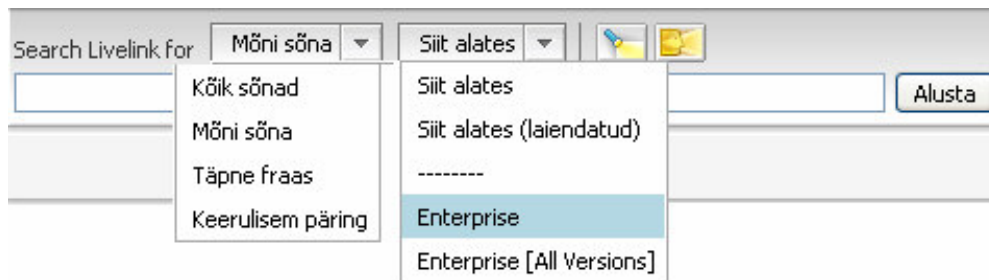 Search Livelink for Mõni sõna Siit alates
Alusta
Kõik sõnad
Mõni sõna
Täpne fraas
Keerulisem päring
Siit alates
Siit alates (laiendatud)
--------
Enterprise
Enterprise [All Versions]